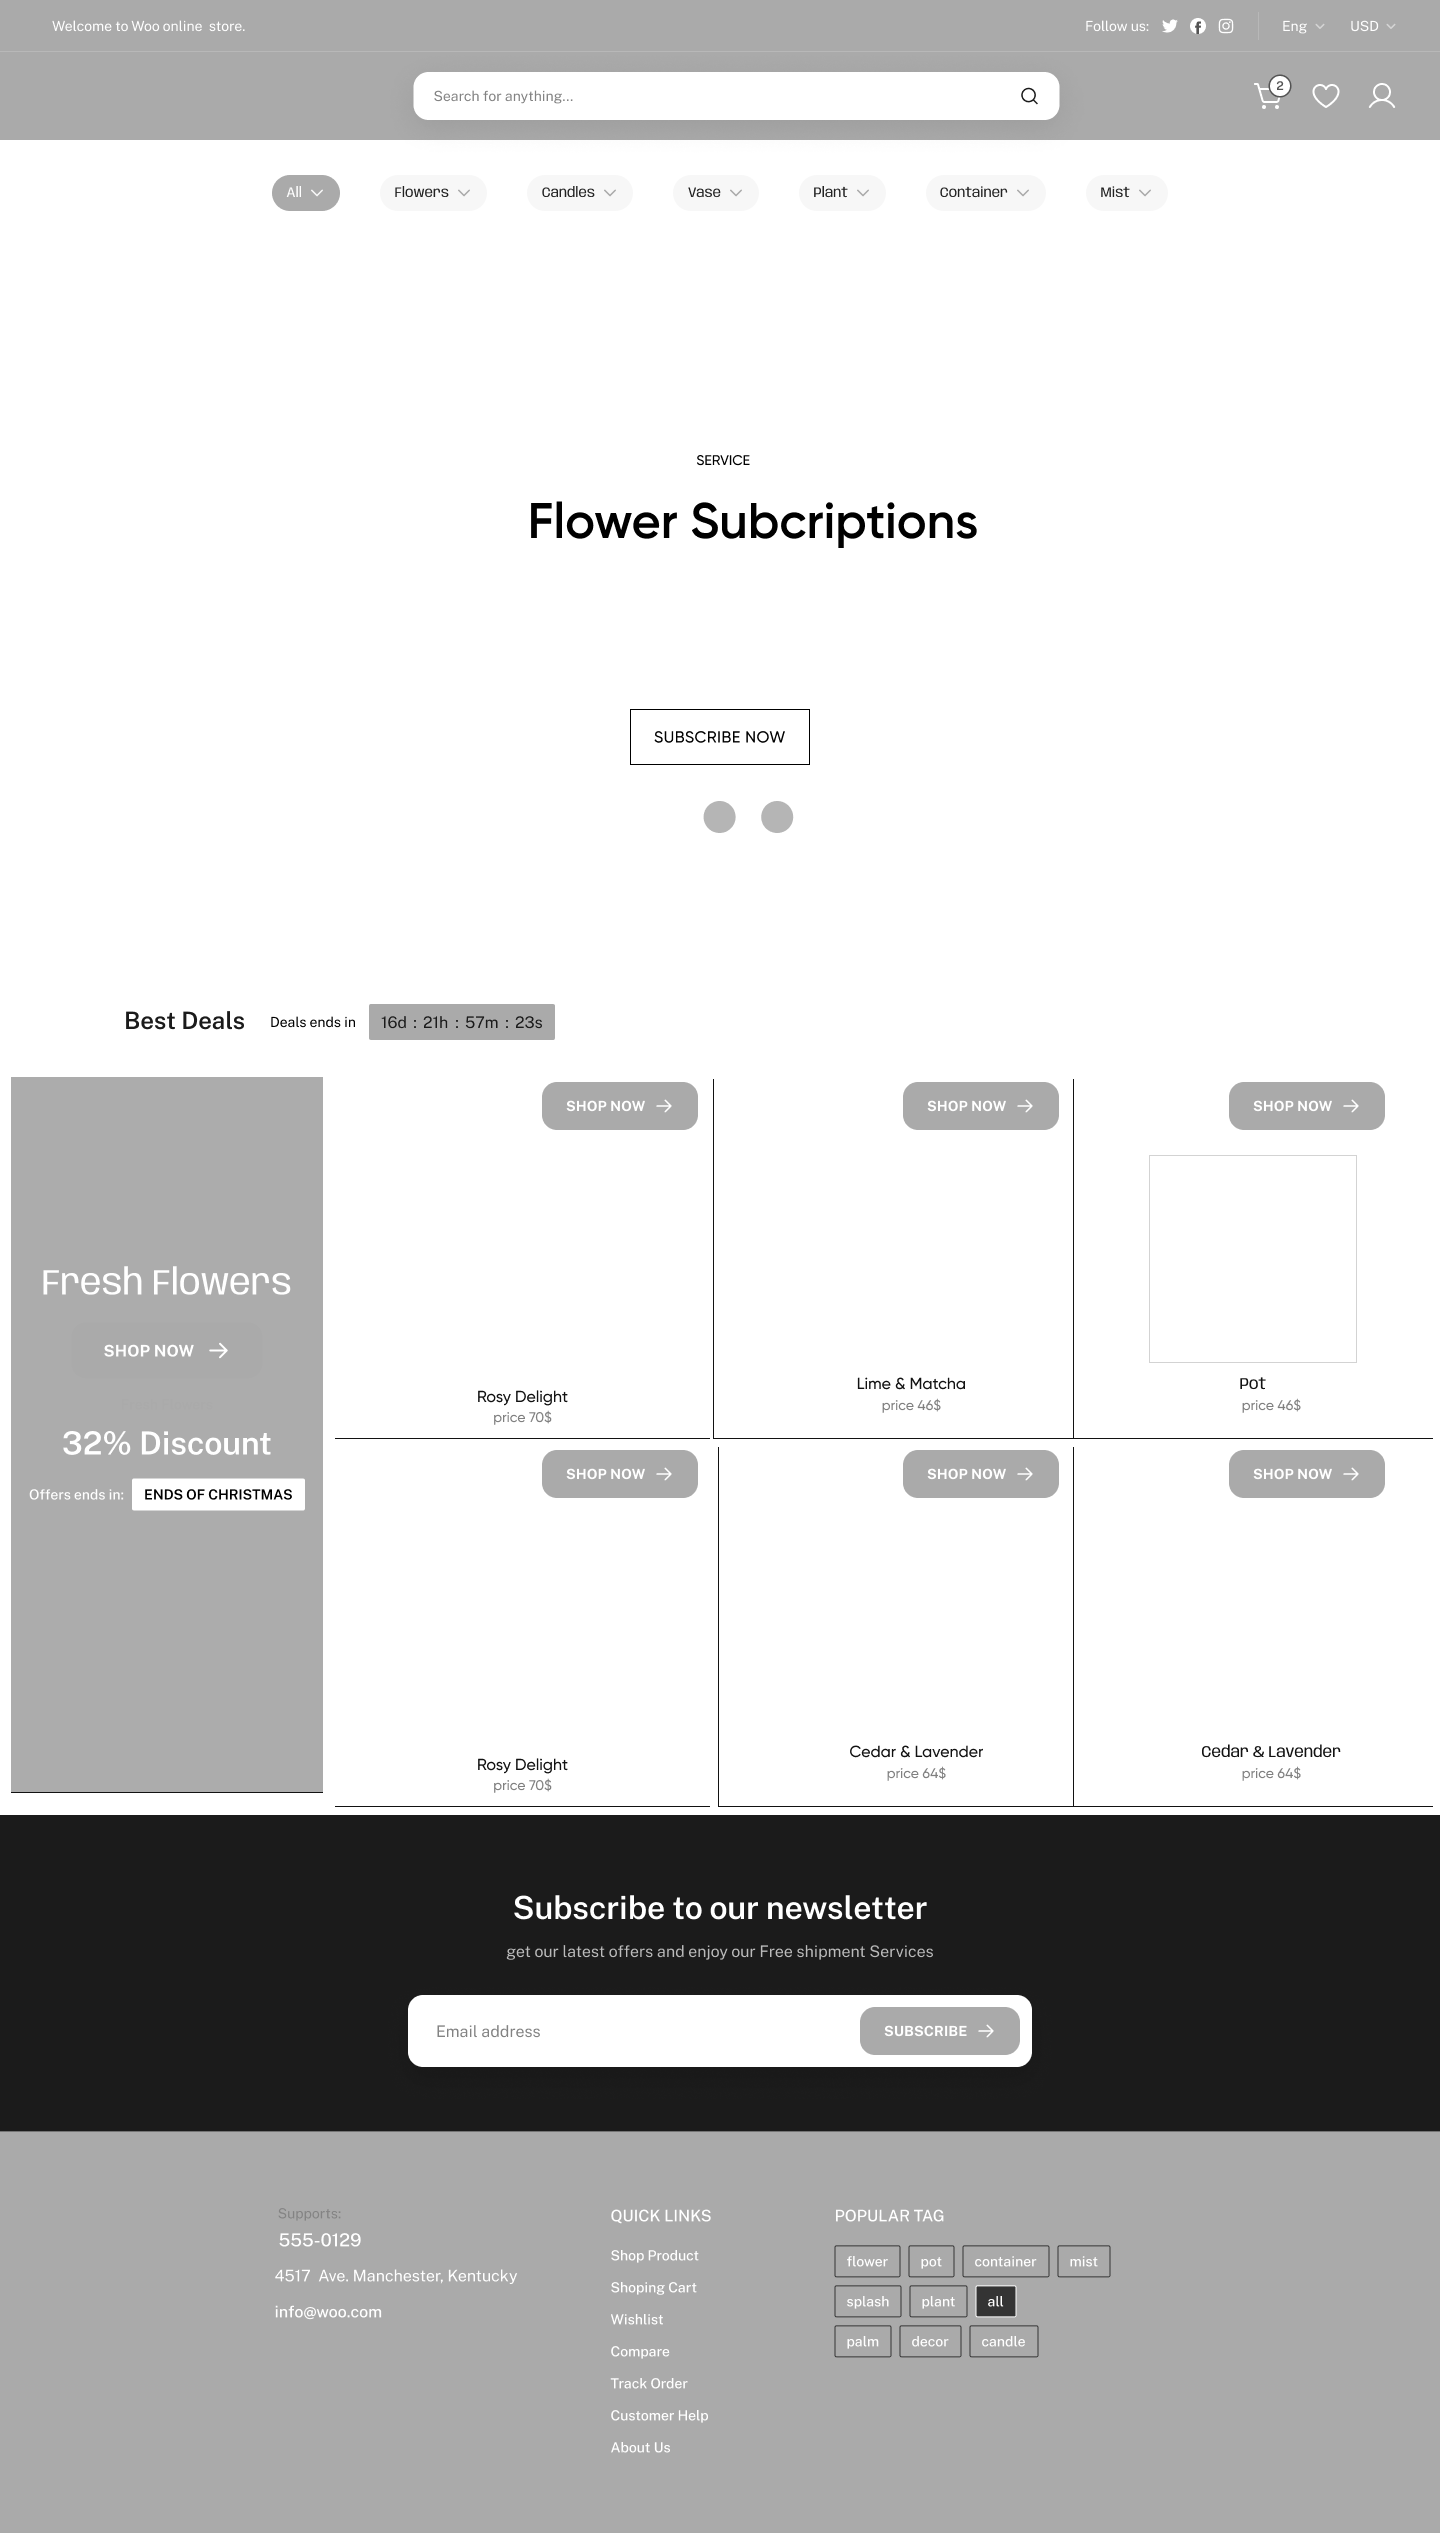 Welcome to Woo online  store.
Follow us:
Eng
USD
Search for anything...
2
All
Flowers
Candles
Vase
Plant
Container
Mist
SERVICE
Flower Subcriptions
SUBSCRIBE NOW
Best Deals
Deals ends in
16d : 21h : 57m : 23s
Fresh Flowers
SHOP NOW
32% Discount
Offers ends in:
ENDS OF CHRISTMAS
SHOP NOW
Rosy Delight
price 70$
SHOP NOW
Lime & Matcha
price 46$
SHOP NOW
Pot
price 46$
SHOP NOW
Rosy Delight
price 70$
SHOP NOW
Cedar & Lavender
price 64$
SHOP NOW
Cedar & Lavender
price 64$
Subscribe to our newsletter
get our latest offers and enjoy our Free shipment Services
Email address
SUBSCRIBE
Supports:
555-0129
4517  Ave. Manchester, Kentucky
info@woo.com
QUICK LINKS
Shop Product
Shoping Cart
Wishlist
Compare
Track Order
Customer Help
About Us
POPULAR TAG
flower
pot
container
mist
splash
plant
all
palm
decor
candle